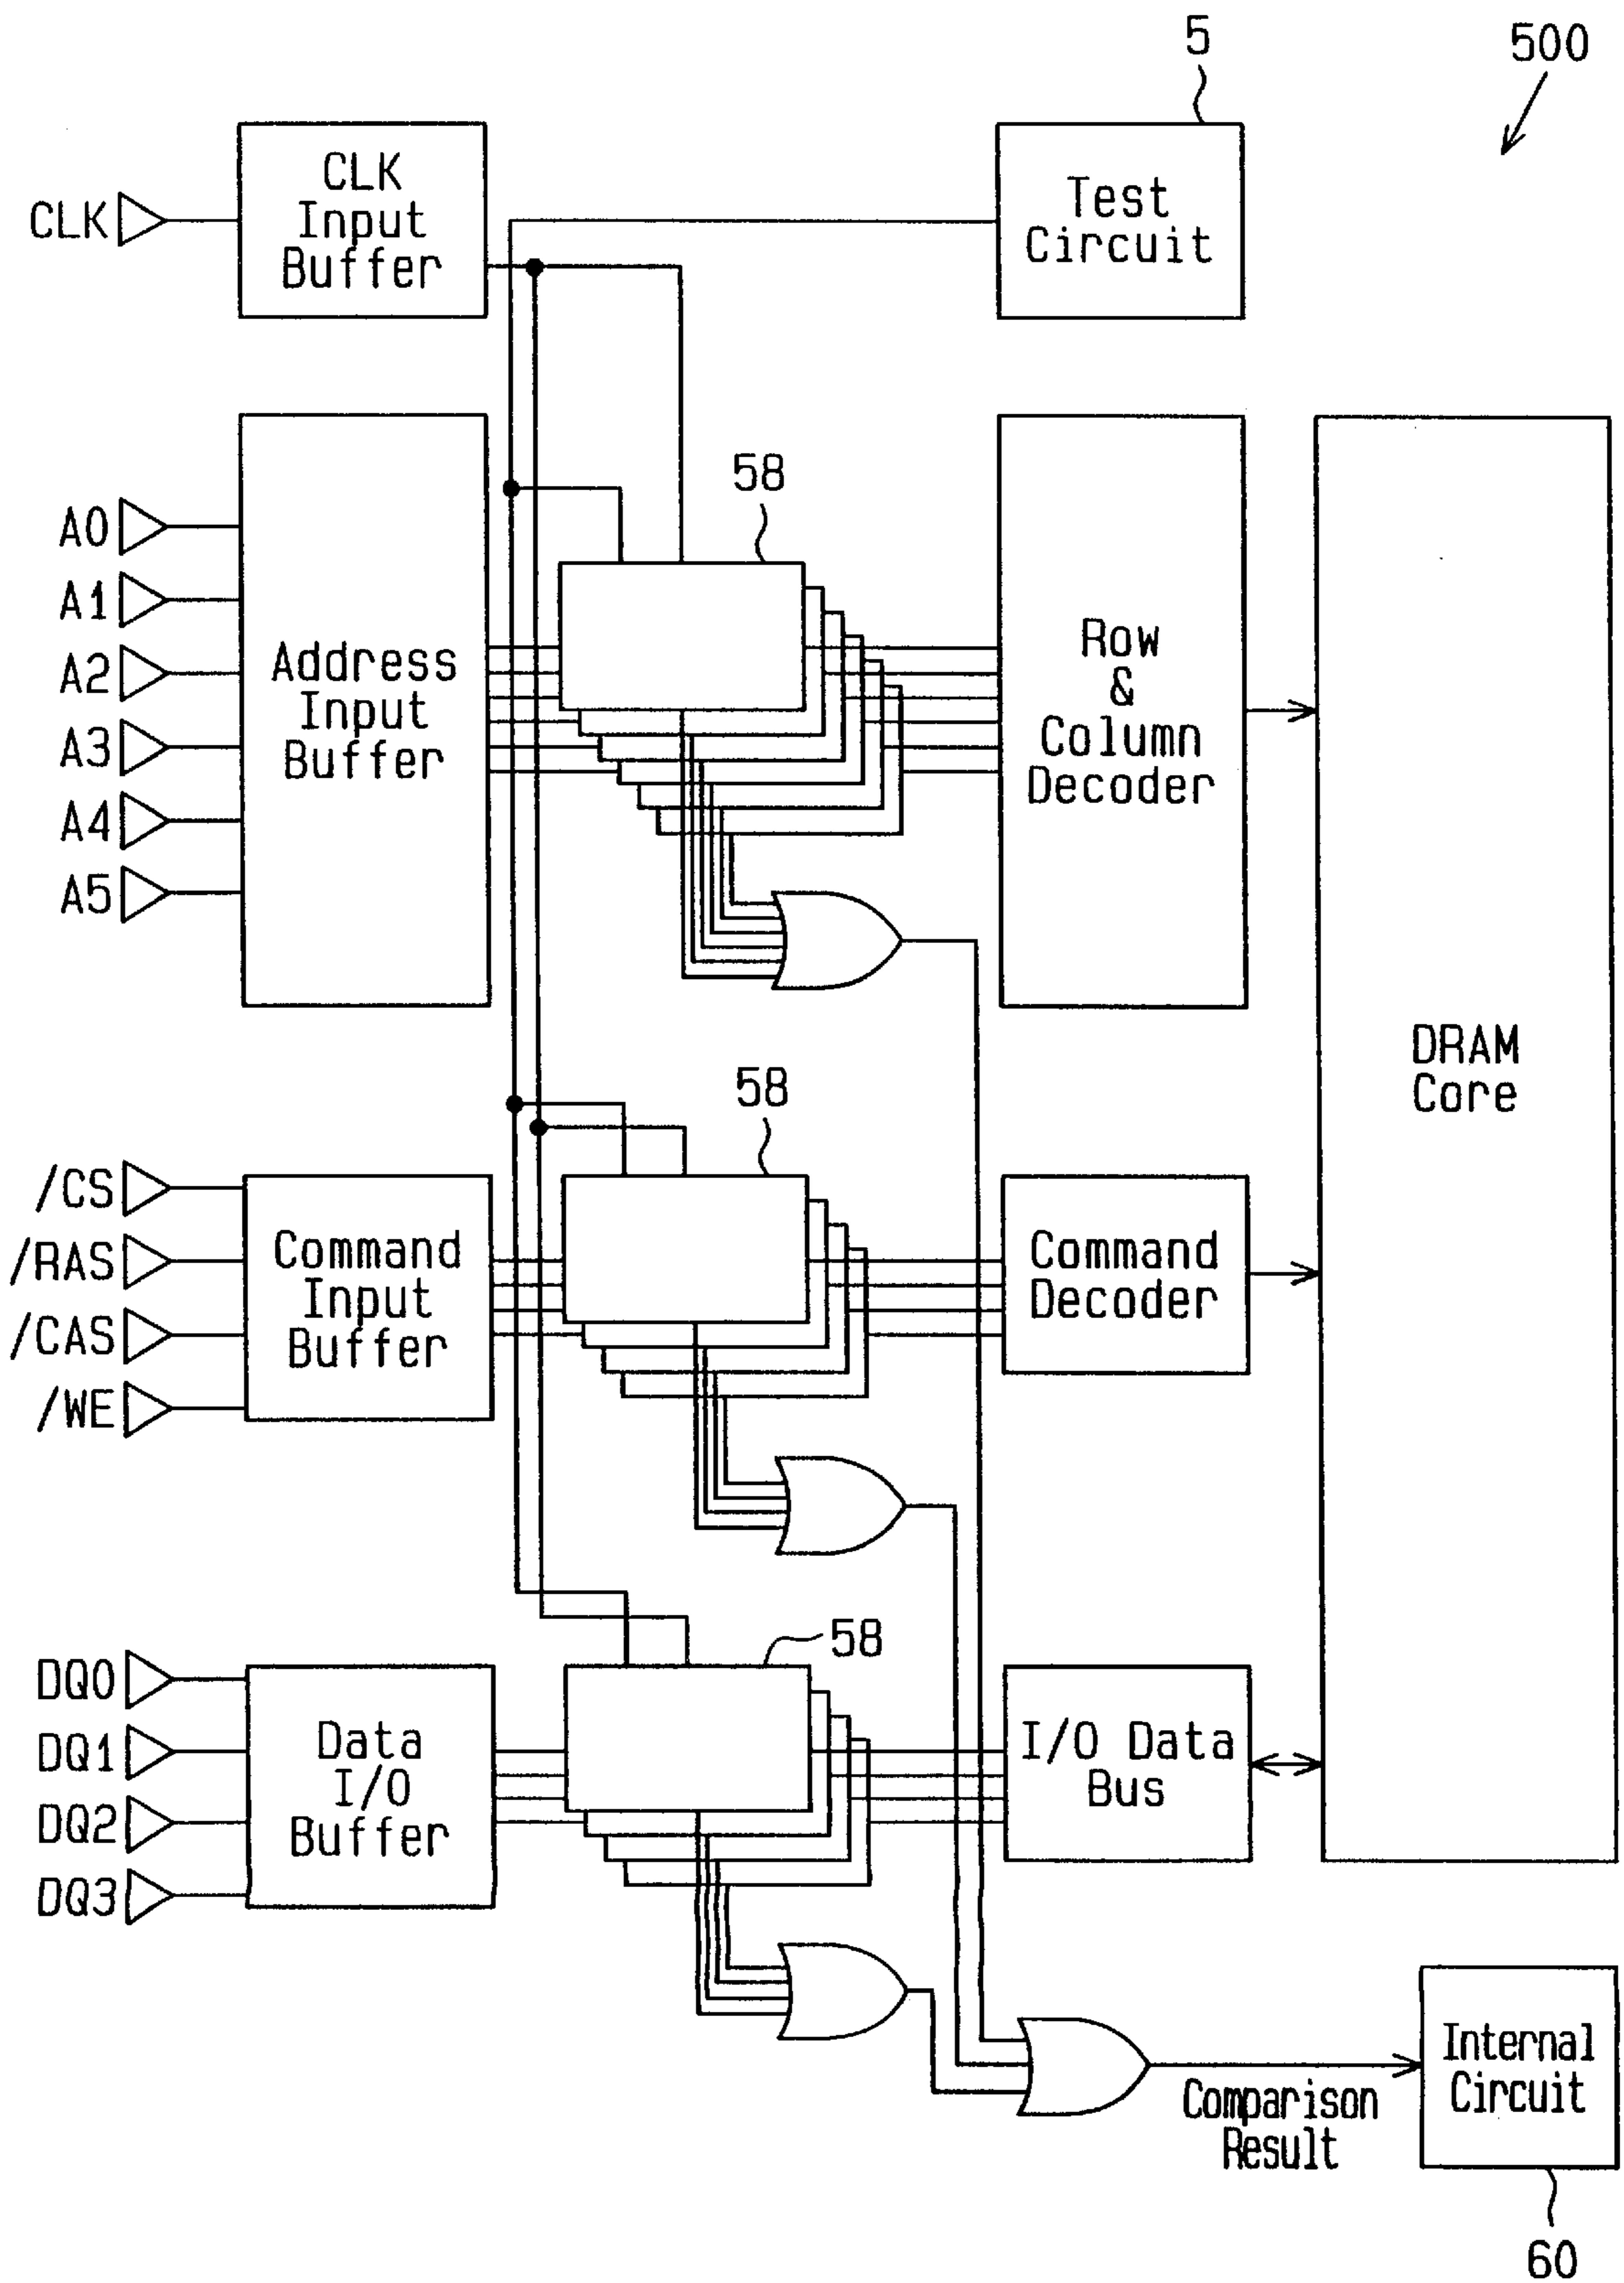 5
500
CLK
CLK
Input
Buffer
Test
Circuit
58
A0
A1
A2
A3
A4
A5
Address
Input
Buffer
Row
&
Column
Decoder
DRAM
Core
58
/CS
/RAS
/CAS
/WE
Command
Input
Buffer
Command
Decoder
58
DQ0
DQ1
DQ2
DQ3
Data
I/O
Buffer
I/O Data
Bus
Comparison
Result
Internal
Circuit
60